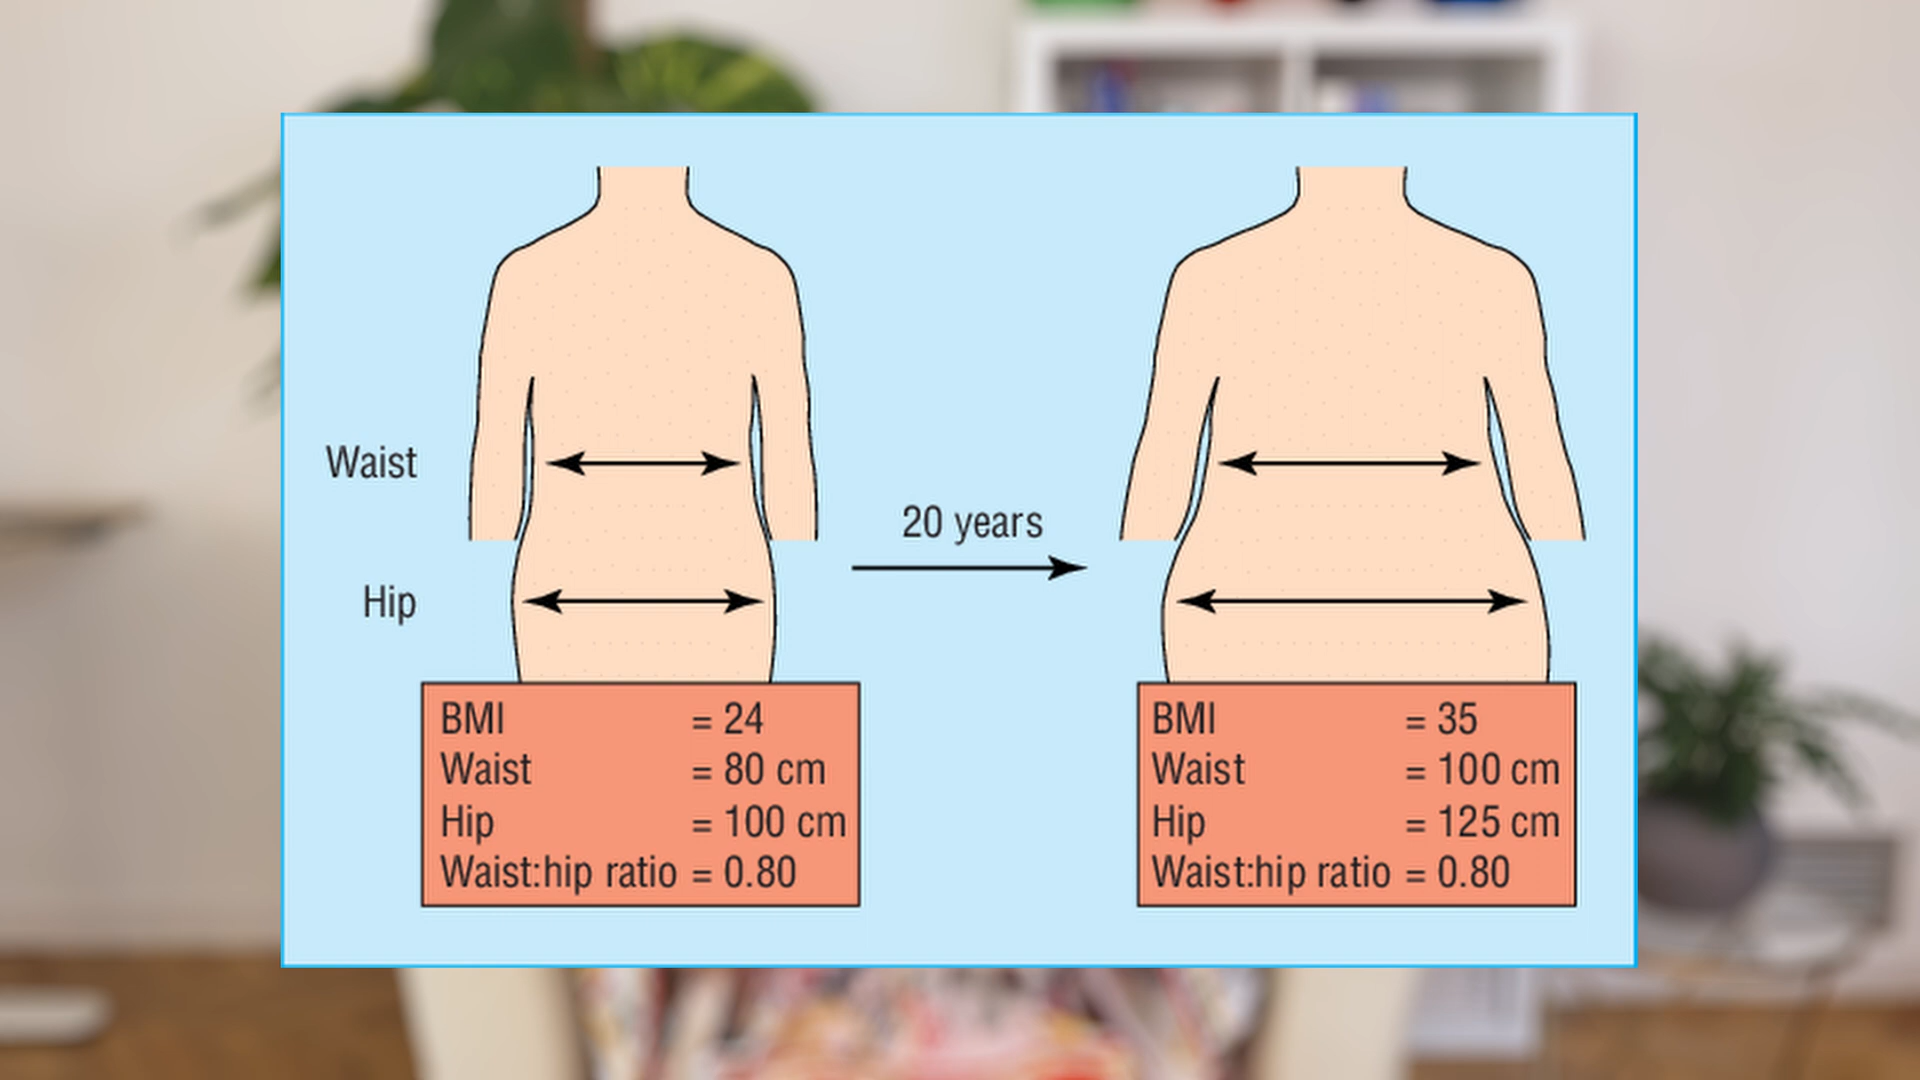 Waist
Hip
20 years
BMI = 24
Waist = 80 cm
Hip = 100 cm
Waist:hip ratio = 0.80
BMI = 35
Waist = 100 cm
Hip = 125 cm
Waist:hip ratio = 0.80